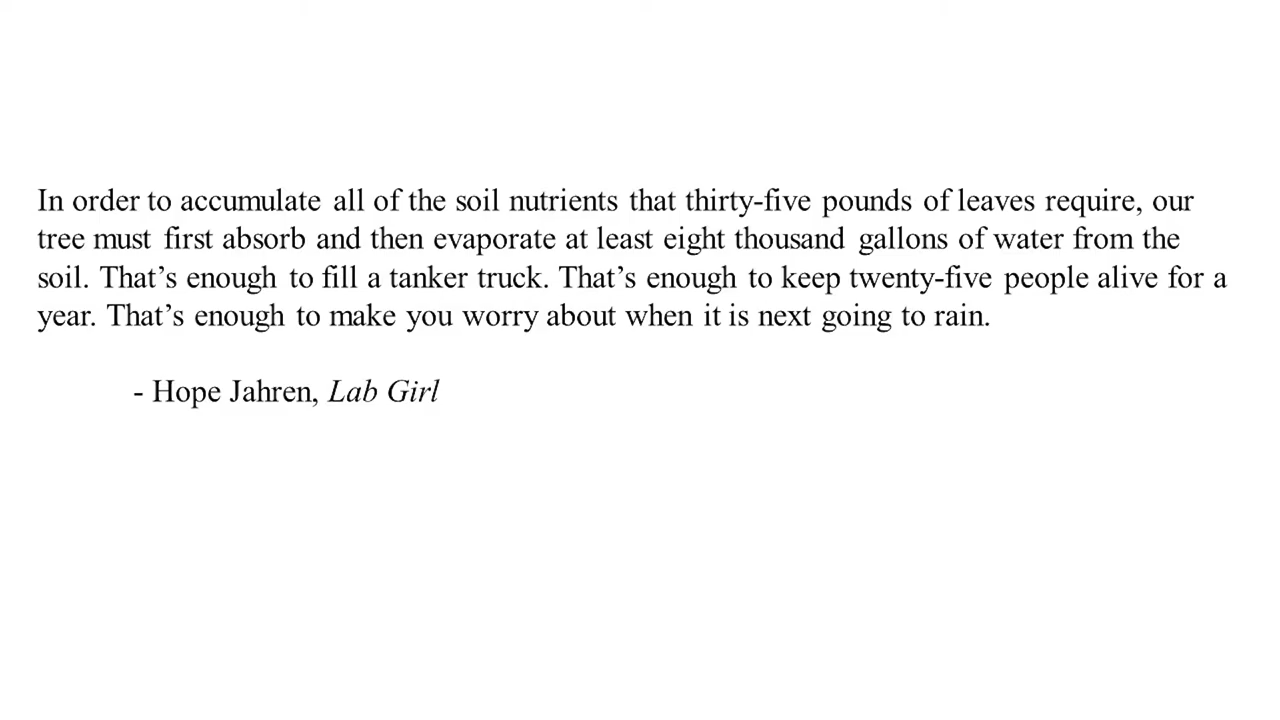 In order to accumulate all of the soil nutrients that thirty-five pounds of leaves require, our
tree must first absorb and then evaporate at least eight thousand gallons of water from the
soil. That’s enough to fill a tanker truck. That’s enough to keep twenty-five people alive for a
year. That’s enough to make you worry about when it is next going to rain.
- Hope Jahren, Lab Girl